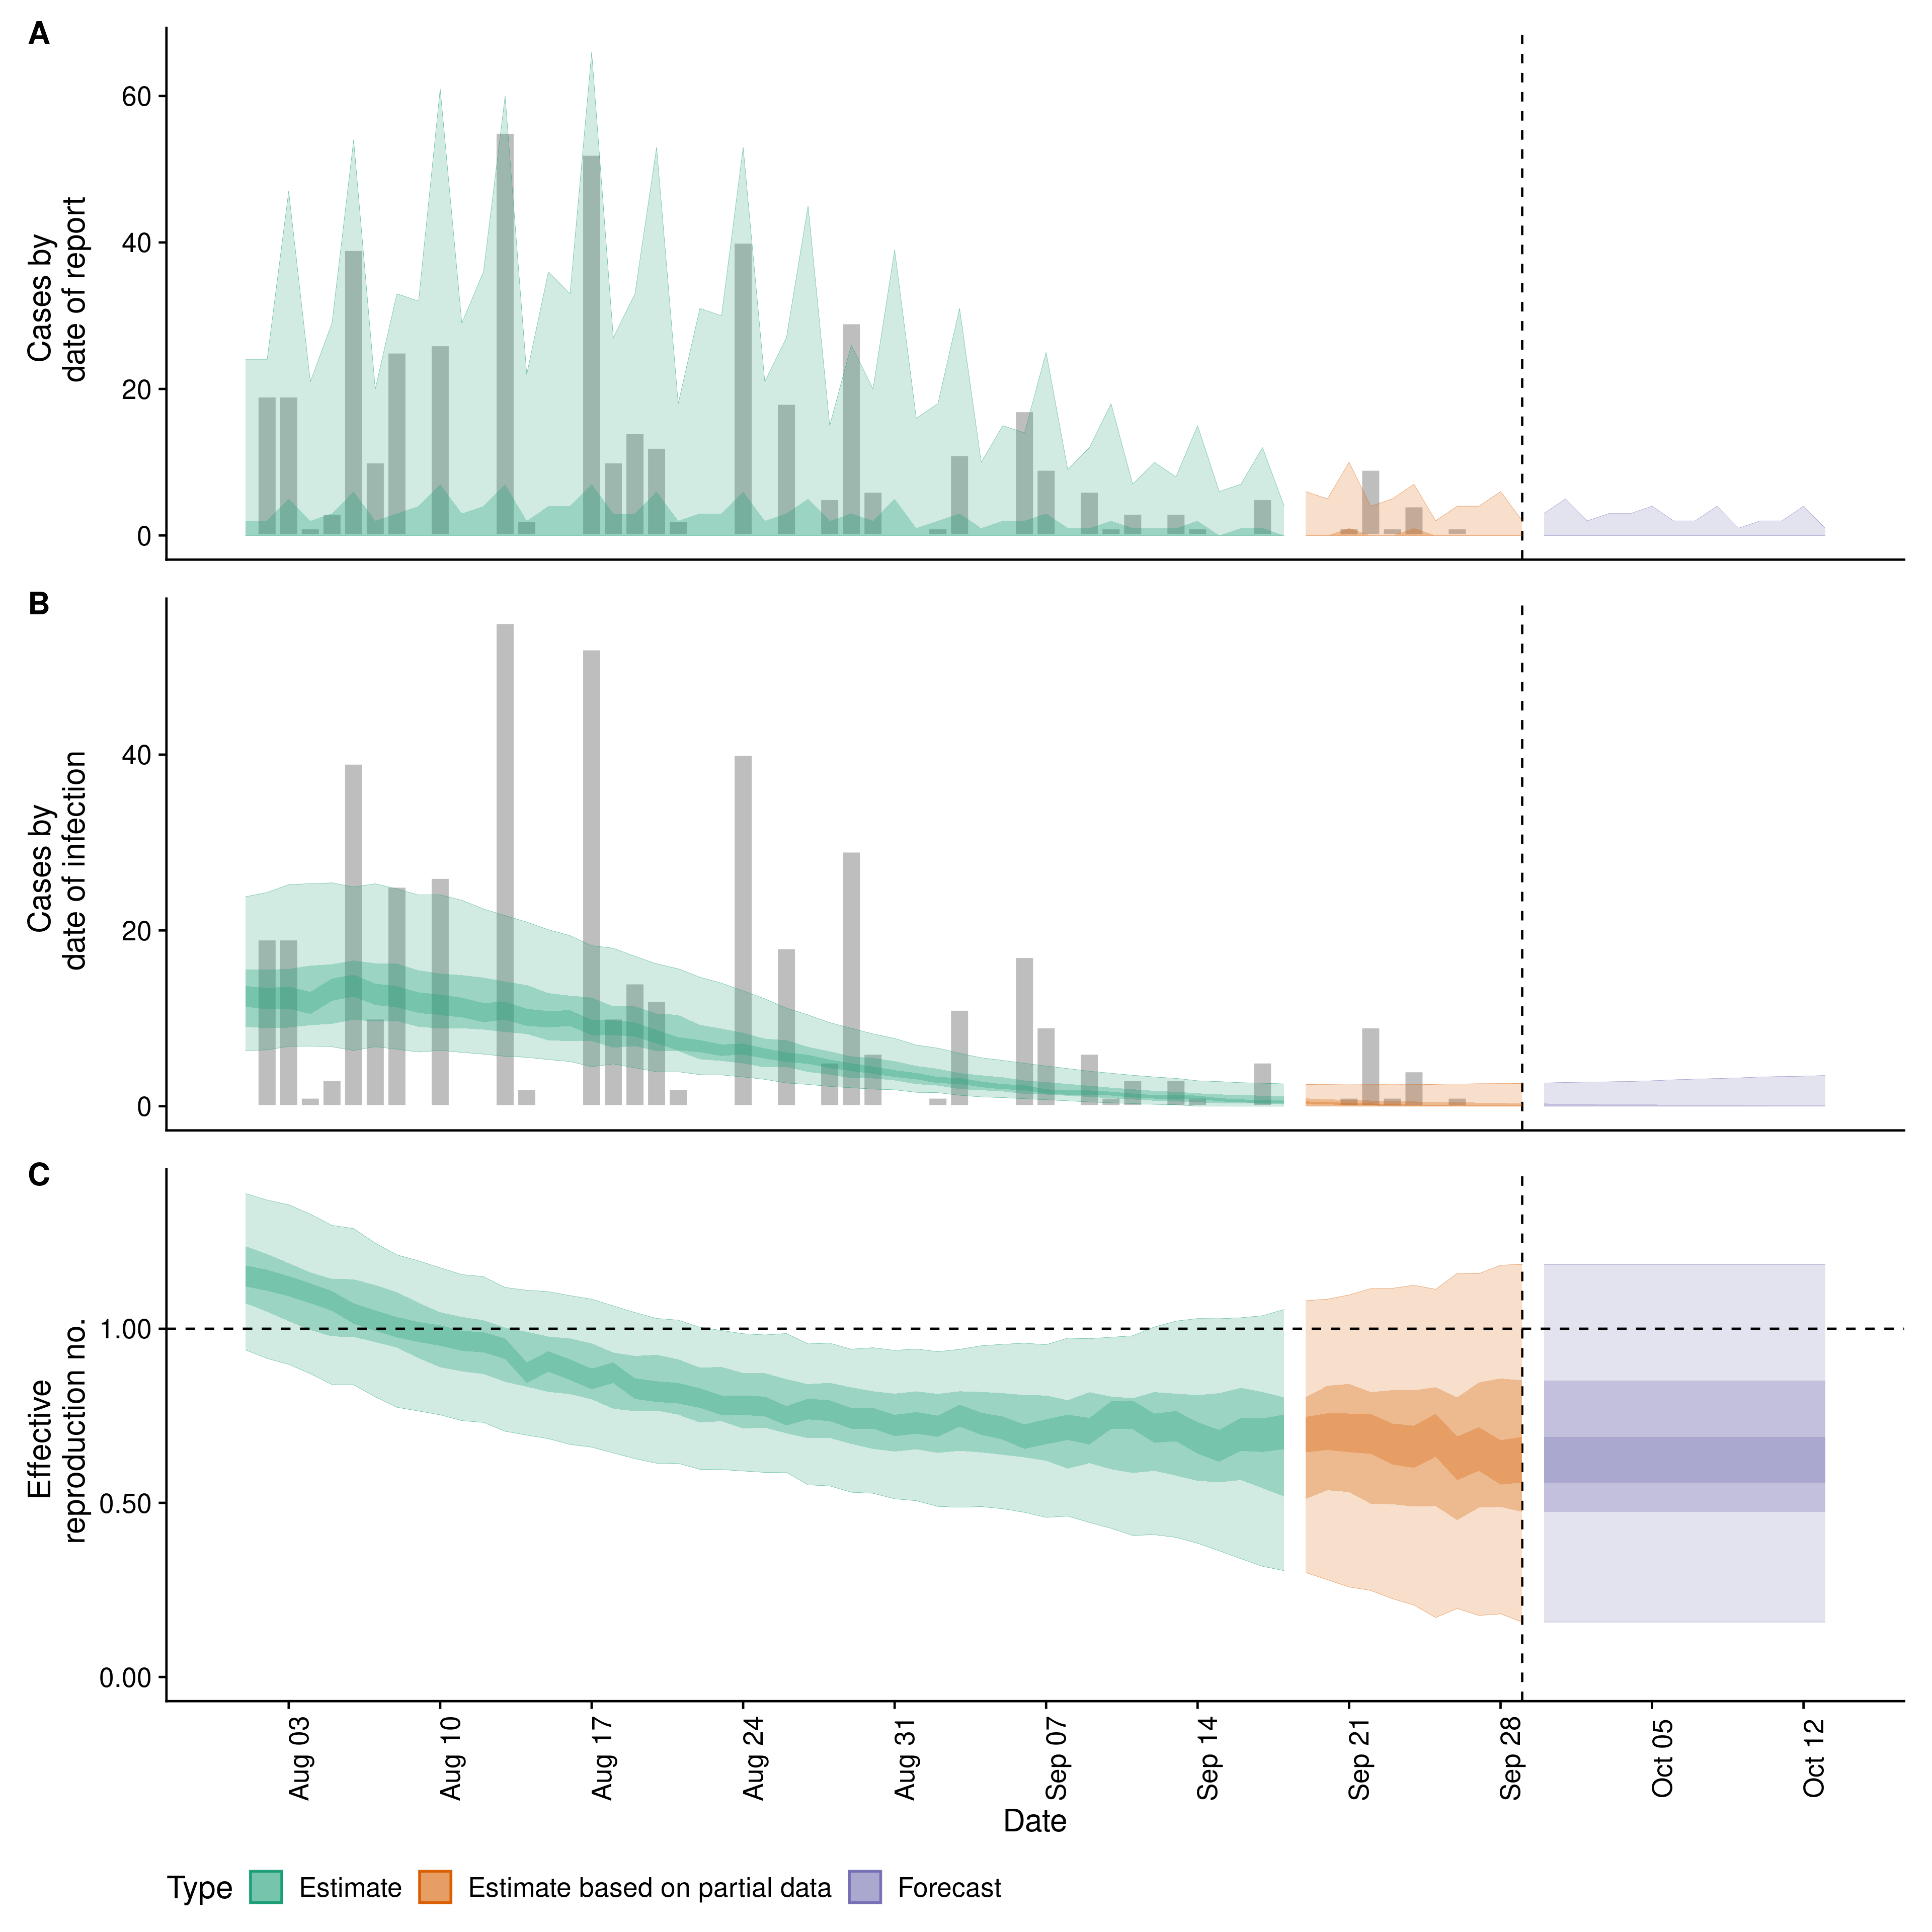 A
Cases by
date of report
60
40
20
0
B
Cases by
date of infection
40
20
0
C
Effective
reproduction no.
1.00
0.50
0.00
Aug 03
Aug 10
Aug 17
Aug 24
Aug 31
Sep 07
Sep 14
Sep 21
Sep 28
Oct 05
Oct 12
Date
Type Estimate Estimate based on partial data Forecast